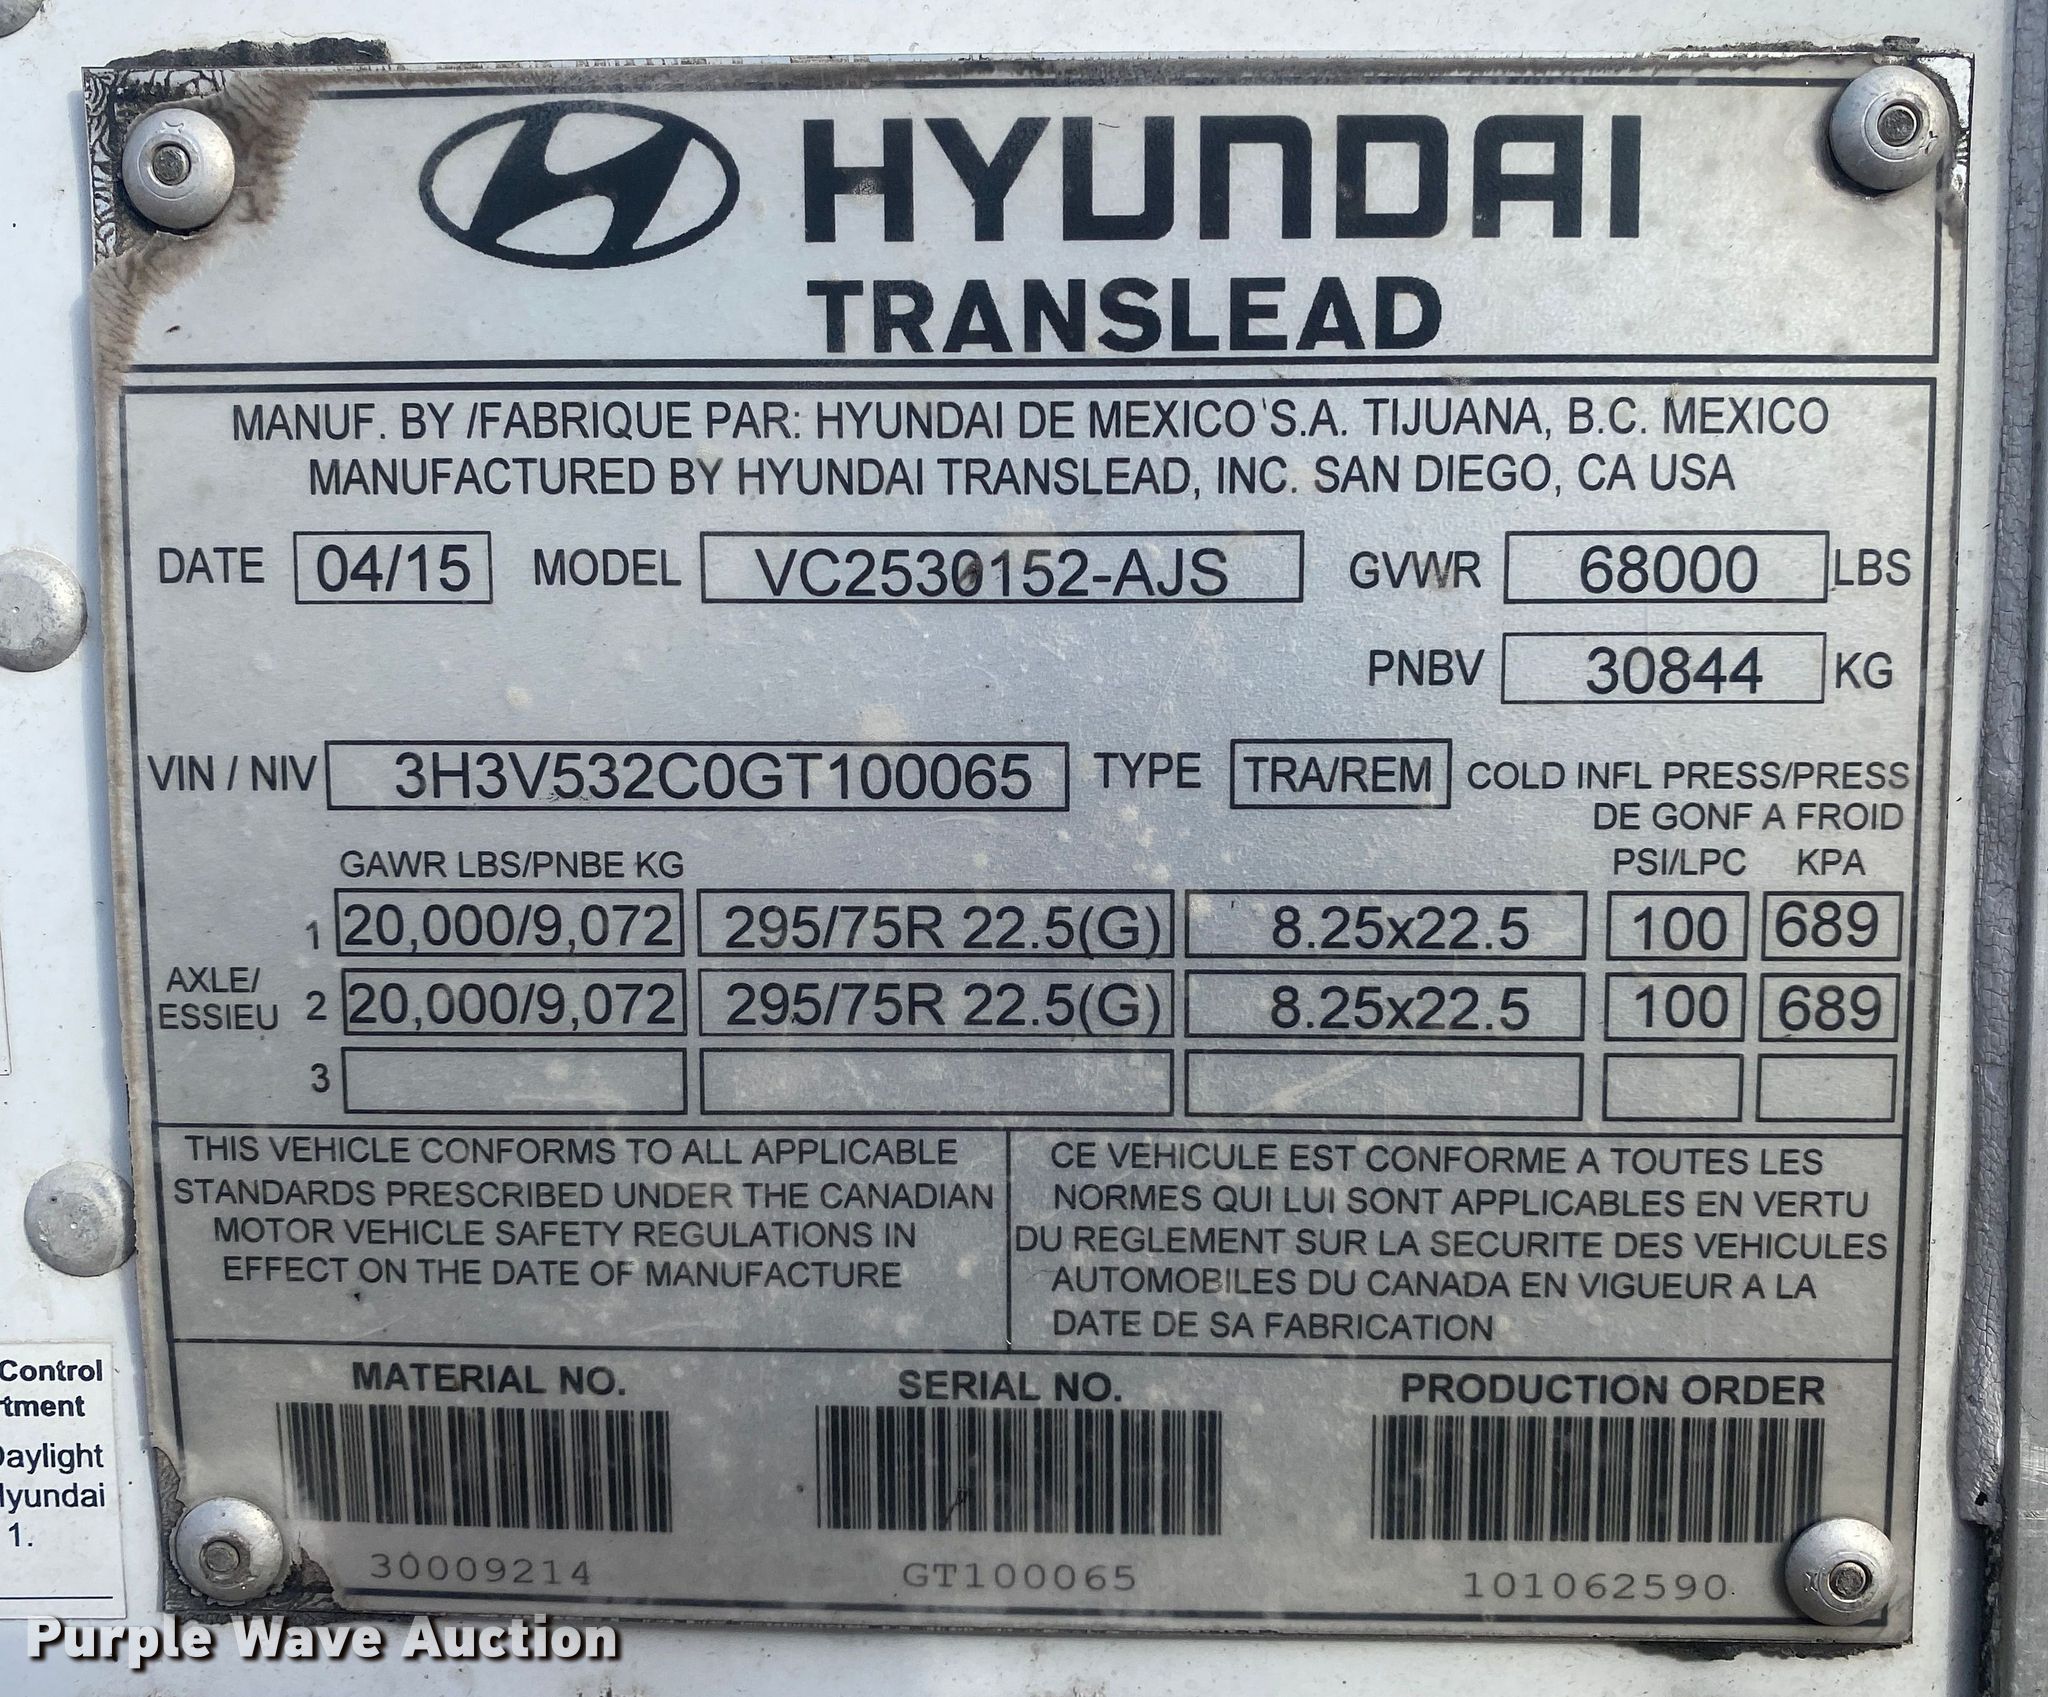 HYUNDAI
TRANSLEAD
MANUF. BY /FABRIQUE PAR: HYUNDAI DE MEXICO S.A. TIJUANA, B.C. MEXICO
MANUFACTURED BY HYUNDAI TRANSLEAD, INC. SAN DIEGO, CA USA
DATE 04/15 MODEL VC2530152-AJS GVWR 68000 LBS
PNBV 30844 KG
VIN / NIV 3H3V532C0GT100065 TYPE TRA/REM COLD INFL PRESS/PRESS
DE GONF A FROID
GAWR LBS/PNBE KG PSI/LPC KPA
1 20,000/9,072 295/75R 22.5(G) 8.25x22.5 100 689
AXLE/
ESSIEU 2 20,000/9,072 295/75R 22.5(G) 8.25x22.5 100 689
3
THIS VEHICLE CONFORMS TO ALL APPLICABLE
STANDARDS PRESCRIBED UNDER THE CANADIAN
MOTOR VEHICLE SAFETY REGULATIONS IN
EFFECT ON THE DATE OF MANUFACTURE
CE VEHICULE EST CONFORME A TOUTES LES
NORMES QUI LUI SONT APPLICABLES EN VERTU
DU REGLEMENT SUR LA SECURITE DES VEHICULES
AUTOMOBILES DU CANADA EN VIGUEUR A LA
DATE DE SA FABRICATION
MATERIAL NO. SERIAL NO. PRODUCTION ORDER
30009214 GT100065 101062590
Control
tment
Daylight
Hyundai
1.
Purple Wave Auction